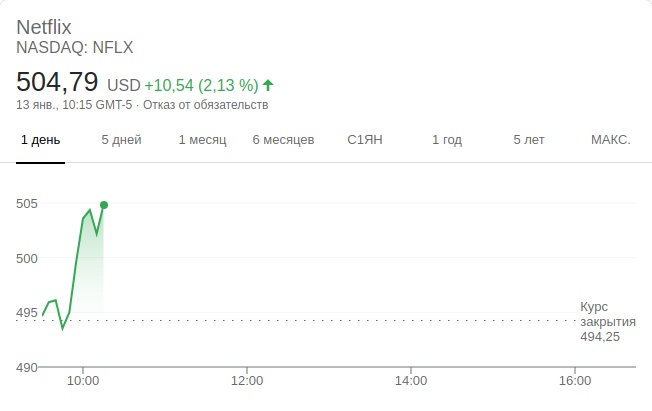 Netflix
NASDAQ: NFLX
504,79 USD +10,54 (2,13 %)
13 янв., 10:15 GMT-5 · Отказ от обязательств
1 день 5 дней 1 месяц 6 месяцев С1ЯН 1 год 5 лет МАКС.
505
500
495
490
Курс
закрытия
494,25
10:00 12:00 14:00 16:00